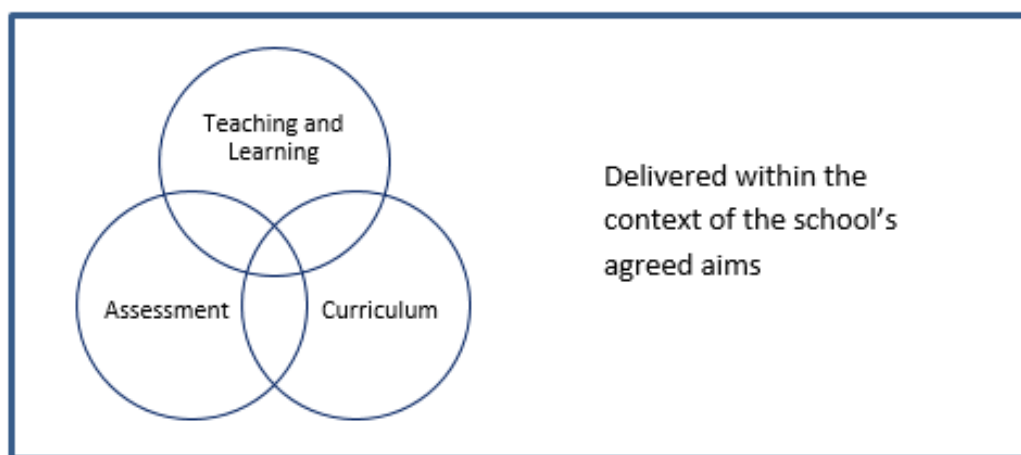 Teaching and
Learning
Assessment
Curriculum
Delivered within the
context of the school’s
agreed aims